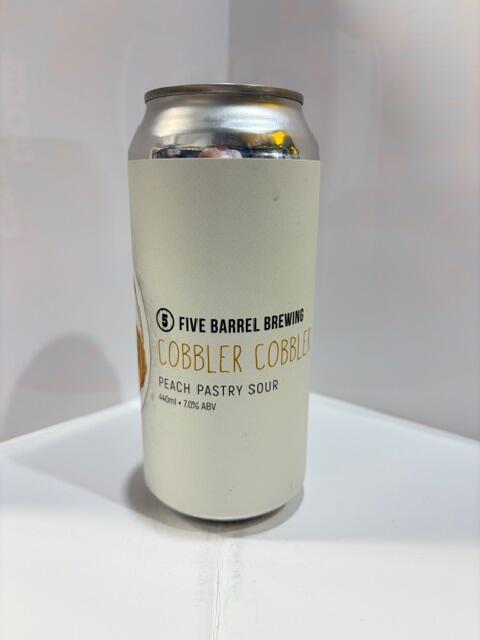 5 FIVE BARREL BREWING
COBBLER COBBLER
PEACH PASTRY SOUR
440ml • 7.0% ABV